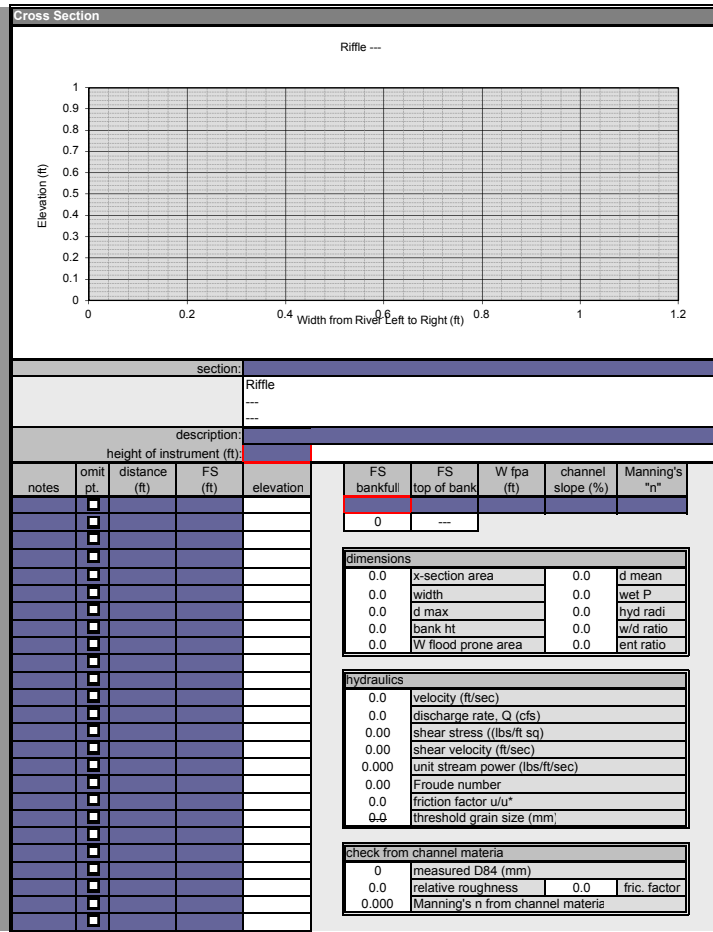 Cross Section
Riffle ---
1
0.9
0.8
0.7
0.6
0.5
0.4
0.3
0.2
0.1
0
Elevation (ft)
0 0.2 0.4 0.6 0.8 1 1.2
Width from River Left to Right (ft)
section:
Riffle
---
---
description:
height of instrument (ft):
notes omit pt. distance (ft) FS (ft) elevation
FS bankfull FS top of bank W fpa (ft) channel slope (%) Manning's "n"
0 ---
dimensions
0.0 x-section area 0.0 d mean
0.0 width 0.0 wet P
0.0 d max 0.0 hyd radi
0.0 bank ht 0.0 w/d ratio
0.0 W flood prone area 0.0 ent ratio
hydraulics
0.0 velocity (ft/sec)
0.0 discharge rate, Q (cfs)
0.00 shear stress ((lbs/ft sq)
0.00 shear velocity (ft/sec)
0.000 unit stream power (lbs/ft/sec)
0.00 Froude number
0.0 friction factor u/u*
0.0 threshold grain size (mm)
check from channel materia
0 measured D84 (mm)
0.0 relative roughness 0.0 fric. factor
0.000 Manning's n from channel materia